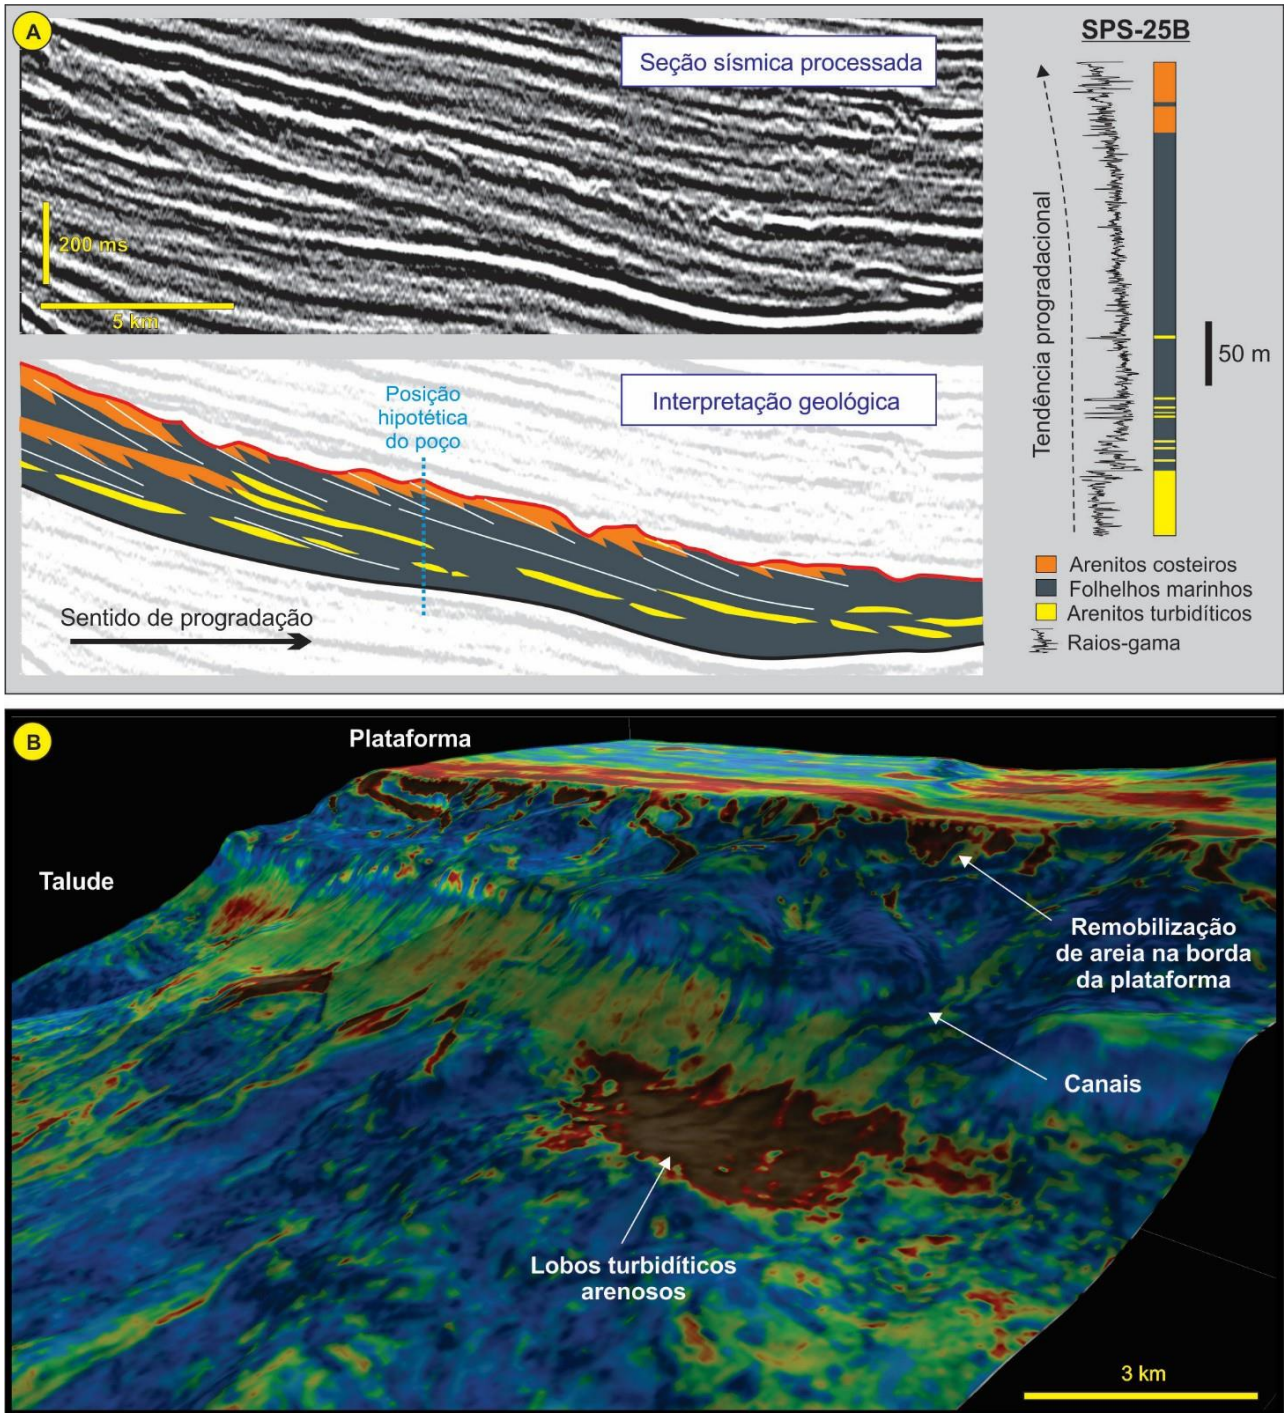 A
Seção sísmica processada
200 ms
5 km
Interpretação geológica
Posição
hipotética
do poço
Sentido de progradação
SPS-25B
Tendência progradacional
50 m
Arenitos costeiros
Folhelhos marinhos
Arenitos turbidíticos
Raios-gama
B
Plataforma
Talude
Remobilização
de areia na borda
da plataforma
Canais
Lobos turbidíticos
arenosos
3 km